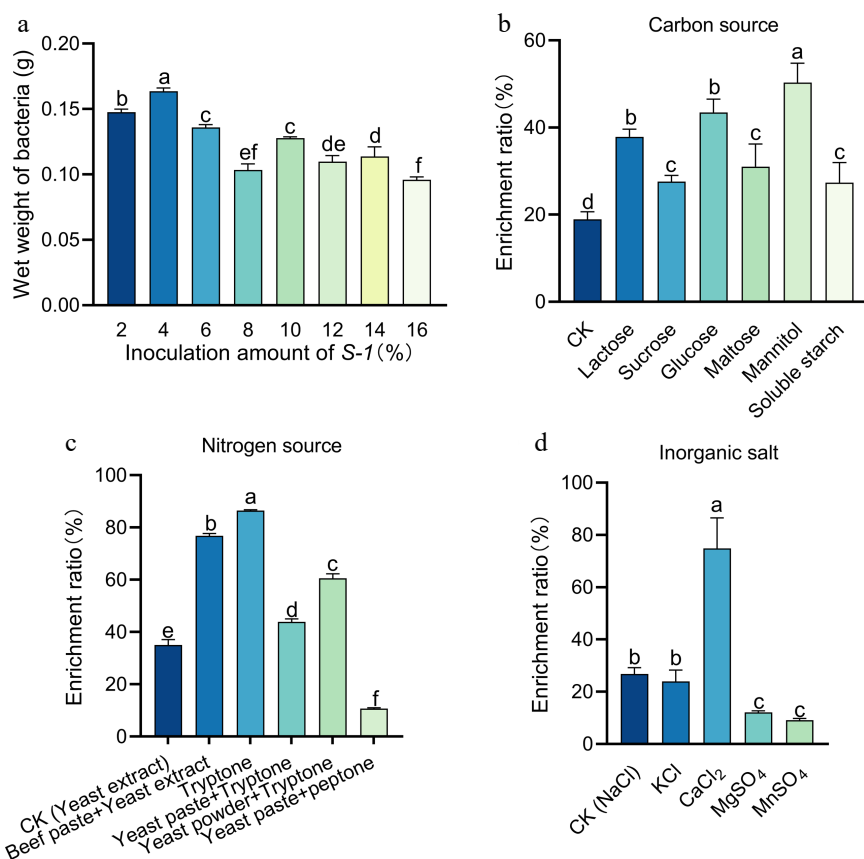 a
Wet weight of bacteria (g)
0.20
0.15
0.10
0.05
0.00
b
a
c
ef
c
de
d
f
2 4 6 8 10 12 14 16
Inoculation amount of S-1(%)
b
Carbon source
Enrichment ratio(%)
60
40
20
0
d
b
c
b
c
a
c
CK
Lactose
Sucrose
Glucose
Maltose
Mannitol
Soluble starch
c
Nitrogen source
Enrichment ratio(%)
100
80
60
40
20
0
e
b
a
d
c
f
CK (Yeast extract)
Beef paste+Yeast extract
Tryptone
Yeast paste+Tryptone
Yeast powder+Tryptone
Yeast paste+peptone
d
Inorganic salt
Enrichment ratio(%)
100
80
60
40
20
0
b
b
a
c
c
CK (NaCl)
KCl
CaCl₂
MgSO₄
MnSO₄